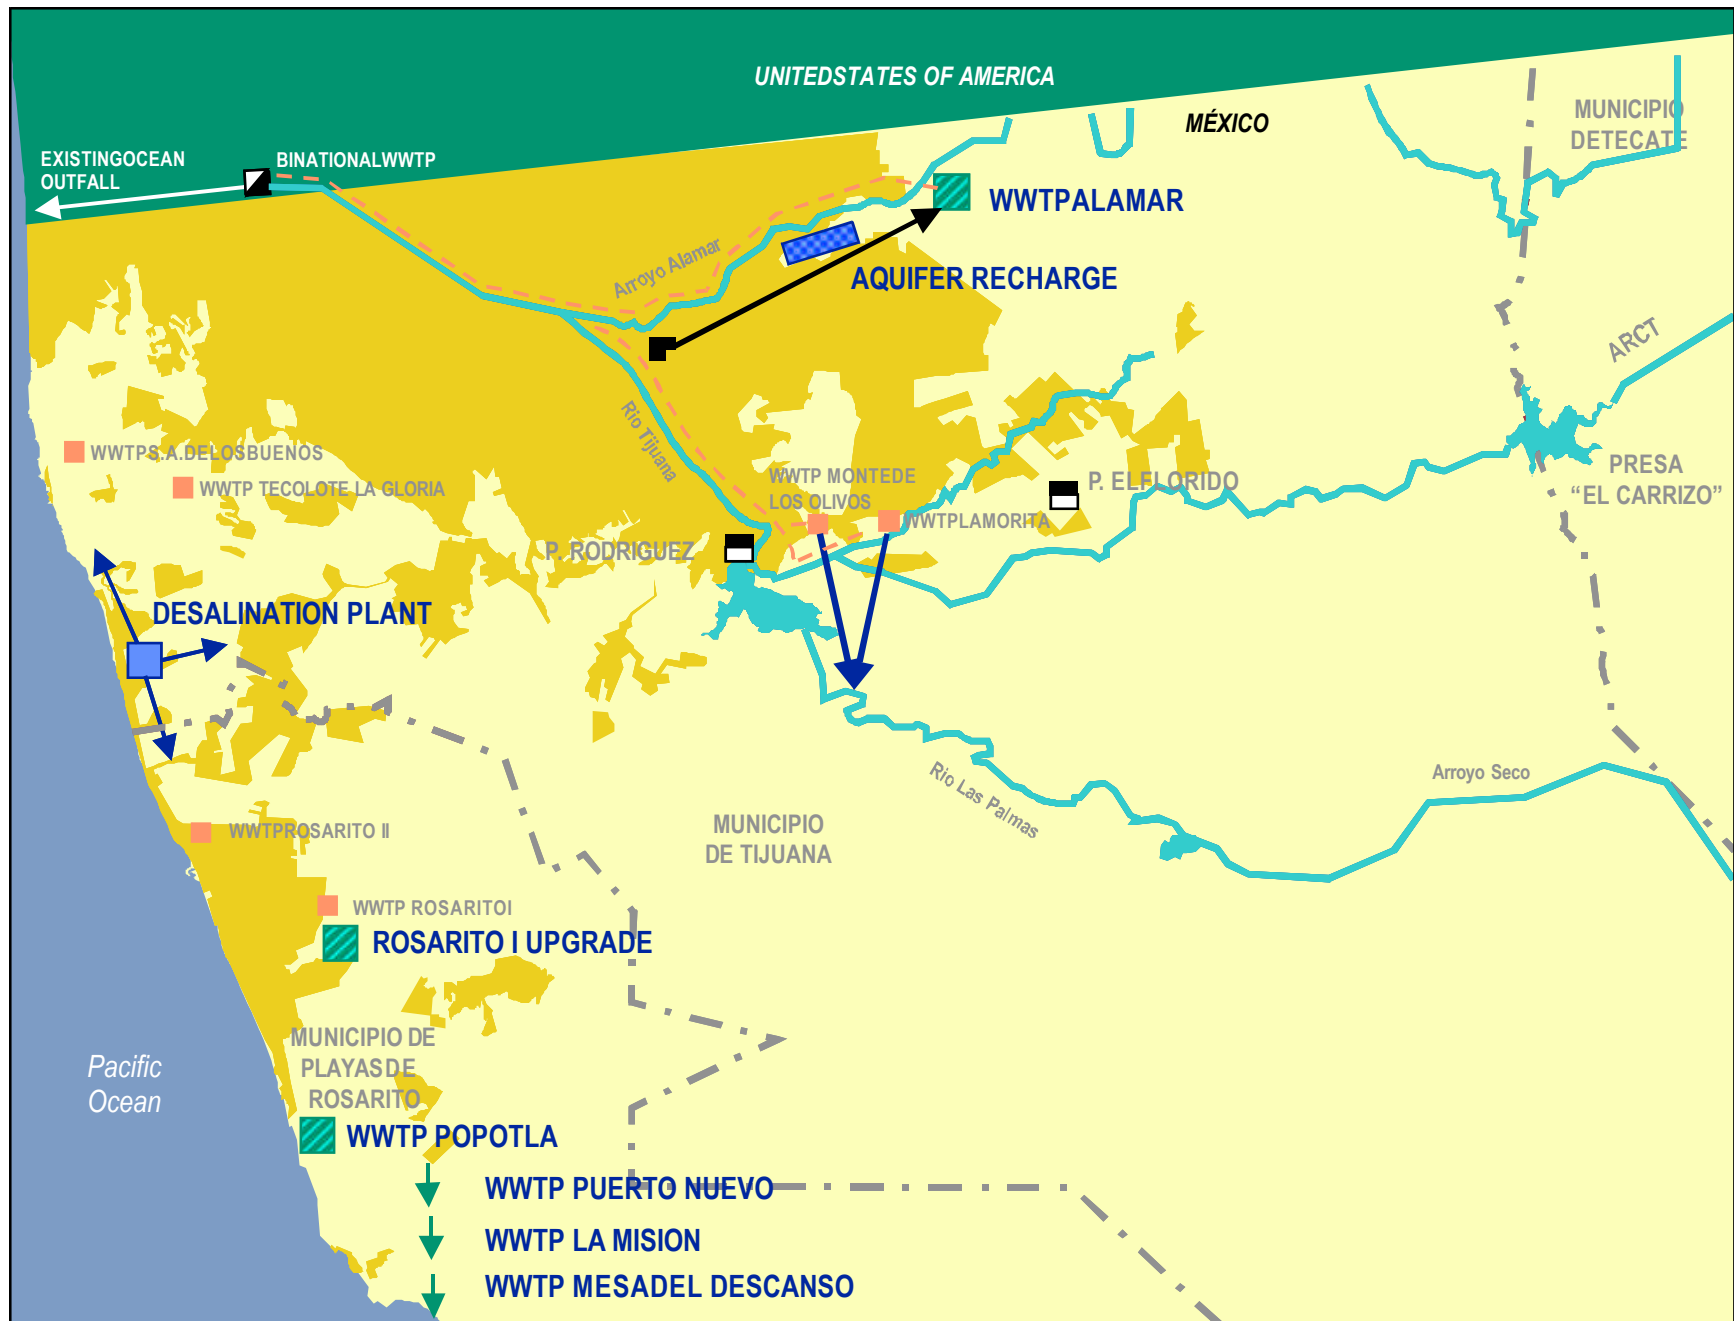 UNITEDSTATES OF AMERICA
MÉXICO
MUNICIPIO
DETECATE
EXISTINGOCEAN
OUTFALL
BINATIONALWWTP
WWTPALAMAR
Arroyo Alamar
AQUIFER RECHARGE
ARCT
Rio Tijuana
WWTPS.A.DELOSBUENOS
WWTP TECOLOTE LA GLORIA
WWTP MONTEDE
LOS OLIVOS
P. ELFLORIDO
PRESA
“EL CARRIZO”
WWTPLAMORITA
P. RODRIGUEZ
DESALINATION PLANT
Rio Las Palmas
Arroyo Seco
WWTPROSARITO II
MUNICIPIO
DE TIJUANA
WWTP ROSARITOI
ROSARITO I UPGRADE
MUNICIPIO DE
PLAYASDE
ROSARITO
Pacific
Ocean
WWTP POPOTLA
WWTP PUERTO NUEVO
WWTP LA MISION
WWTP MESADEL DESCANSO